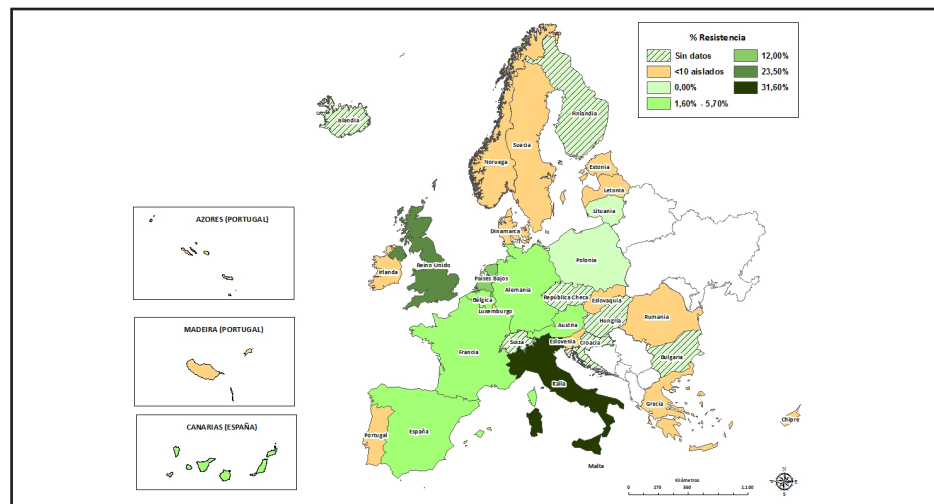 % Resistencia
Sin datos
<10 aislados
0,00%
1,60% - 5,70%
12,00%
23,50%
31,60%
Islandia
Finlandia
Suecia
Noruega
Estonia
Letonia
Lituania
Dinamarca
AZORES (PORTUGAL)
Reino Unido
Irlanda
Países Bajos
Polonia
Alemania
Bélgica
República Checa
Luxemburgo
Eslovaquia
Hungría
Rumanía
MADEIRA (PORTUGAL)
Austria
Suiza
Eslovenia
Croacia
Francia
Bulgaria
Italia
Grecia
Chipre
CANARIAS (ESPAÑA)
Portugal
España
Malta
Kilómetros
0 275 550 1.100
N
S